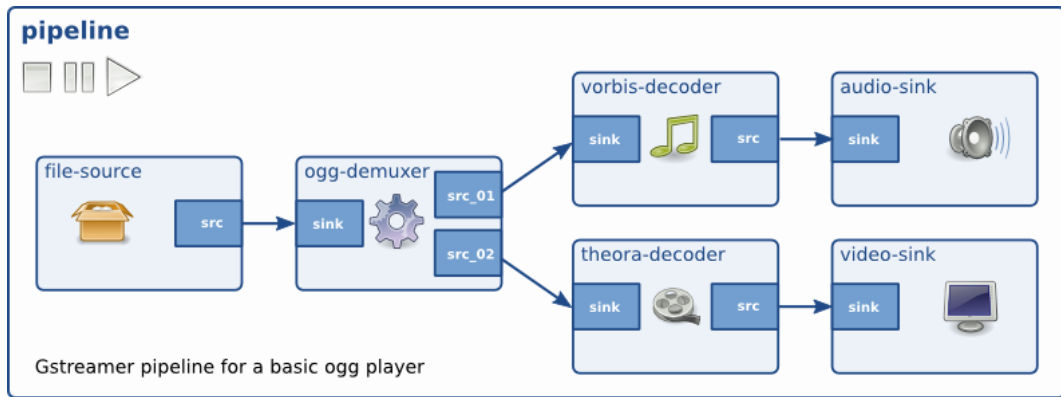 pipeline
file-source
src
ogg-demuxer
sink
src_01
src_02
vorbis-decoder
sink
src
audio-sink
sink
theora-decoder
sink
src
video-sink
sink
Gstreamer pipeline for a basic ogg player